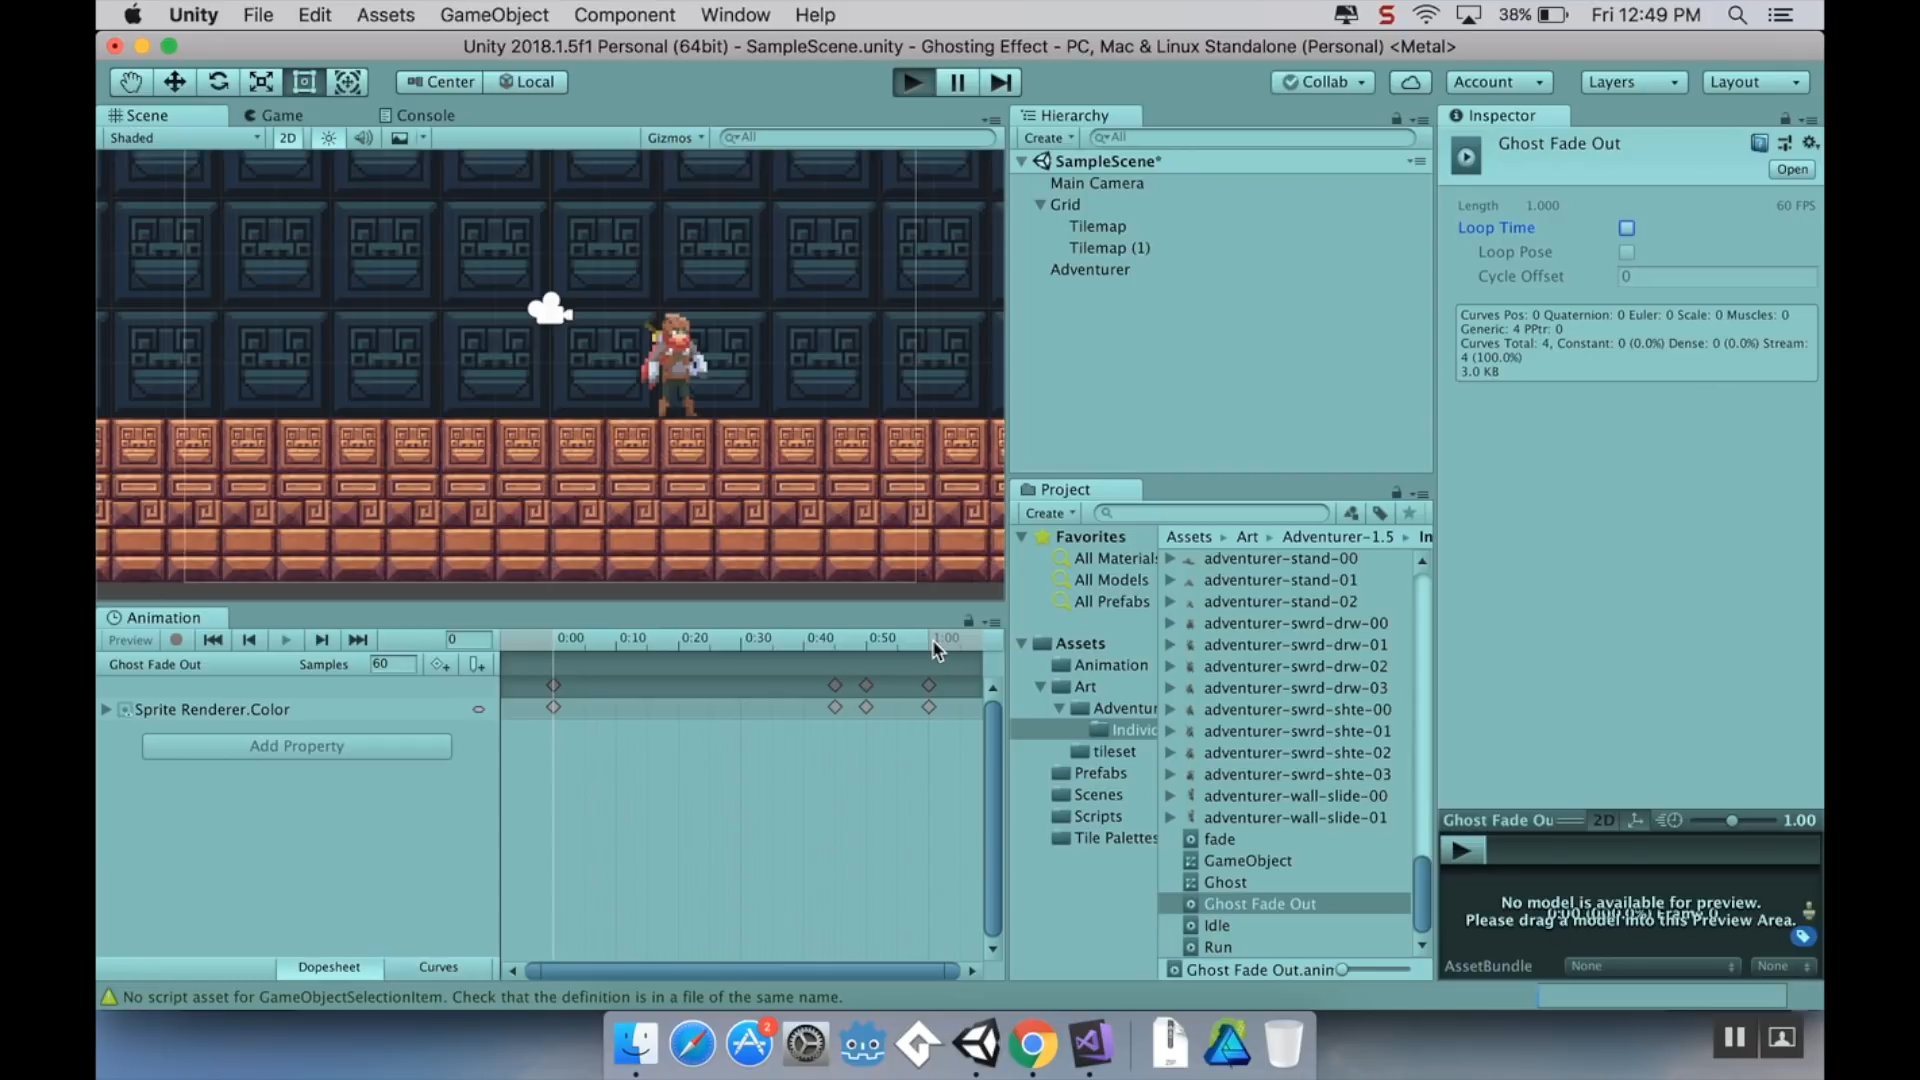 Unity File Edit Assets GameObject Component Window Help
38% Fri 12:49 PM
Unity 2018.1.5f1 Personal (64bit) - SampleScene.unity - Ghosting Effect - PC, Mac & Linux Standalone (Personal) <Metal>
Center Local
Collab Account Layers Layout
Scene Game Console
Shaded 2D Gizmos All
Hierarchy
Create All
SampleScene*
Main Camera
Grid
Tilemap
Tilemap (1)
Adventurer
Inspector
Ghost Fade Out
Open
Length 1.000 60 FPS
Loop Time
Loop Pose
Cycle Offset 0
Curves Pos: 0 Quaternion: 0 Euler: 0 Scale: 0 Muscles: 0
Generic: 4 PPtr: 0
Curves Total: 4, Constant: 0 (0.0%) Dense: 0 (0.0%) Stream:
4 (100.0%)
3.0 KB
Project
Create
Favorites
All Materials
All Models
All Prefabs
Assets
Animation
Art
Adventur
Individ
tileset
Prefabs
Scenes
Scripts
Tile Palettes
Assets Art Adventurer-1.5 In
adventurer-stand-00
adventurer-stand-01
adventurer-stand-02
adventurer-swrd-drw-00
adventurer-swrd-drw-01
adventurer-swrd-drw-02
adventurer-swrd-drw-03
adventurer-swrd-shte-00
adventurer-swrd-shte-01
adventurer-swrd-shte-02
adventurer-swrd-shte-03
adventurer-wall-slide-00
adventurer-wall-slide-01
fade
GameObject
Ghost
Ghost Fade Out
Idle
Run
Ghost Fade Out.anim
Animation
Preview 0
0:00 0:10 0:20 0:30 0:40 0:50 1:00
Ghost Fade Out Samples 60
Sprite Renderer.Color
Add Property
Dopesheet Curves
Ghost Fade Ou 2D 1.00
No model is available for preview.
Please drag a model into this Preview Area.
AssetBundle None None
No script asset for GameObjectSelectionItem. Check that the definition is in a file of the same name.
2
ZIP